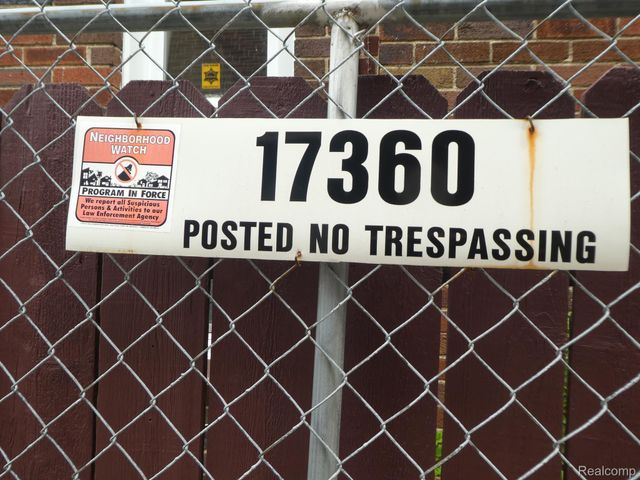 NEIGHBORHOOD
WATCH
PROGRAM IN FORCE
We report all Suspicious
Persons & Activities to our
Law Enforcement Agency
17360
POSTED NO TRESPASSING
Realcomp